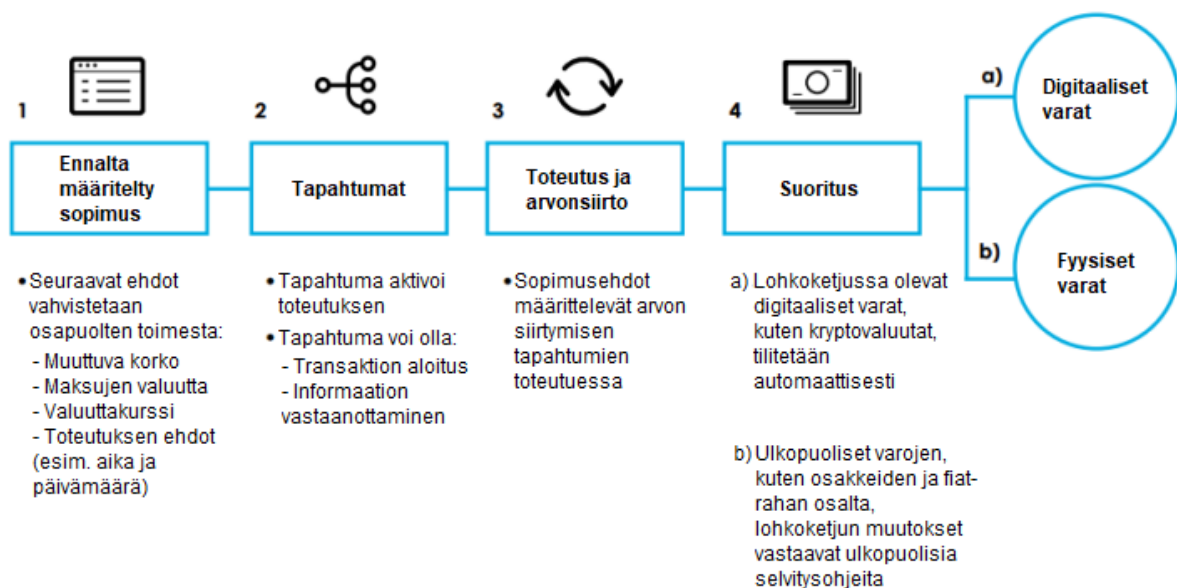 1
Ennalta
määritelty
sopimus
• Seuraavat ehdot
vahvistetaan
osapuolten toimesta:
- Muuttuva korko
- Maksujen valuutta
- Valuuttakurssi
- Toteutuksen ehdot
(esim. aika ja
päivämäärä)
2
Tapahtumat
• Tapahtuma aktivoi
toteutuksen
• Tapahtuma voi olla:
- Transaktion aloitus
- Informaation
vastaanottaminen
3
Toteutus ja
arvonsiirto
• Sopimusehdot
määrittelevät arvon
siirtymisen
tapahtumien
toteutuessa
4
Suoritus
a) Lohkoketjussa olevat
digitaaliset varat,
kuten kryptovaluutat,
tilitetään
automaattisesti
b) Ulkopuoliset varojen,
kuten osakkeiden ja fiat-
rahan osalta,
lohkoketjun muutokset
vastaavat ulkopuolisia
selvitysohjeita
a)
Digitaaliset
varat
b)
Fyysiset
varat